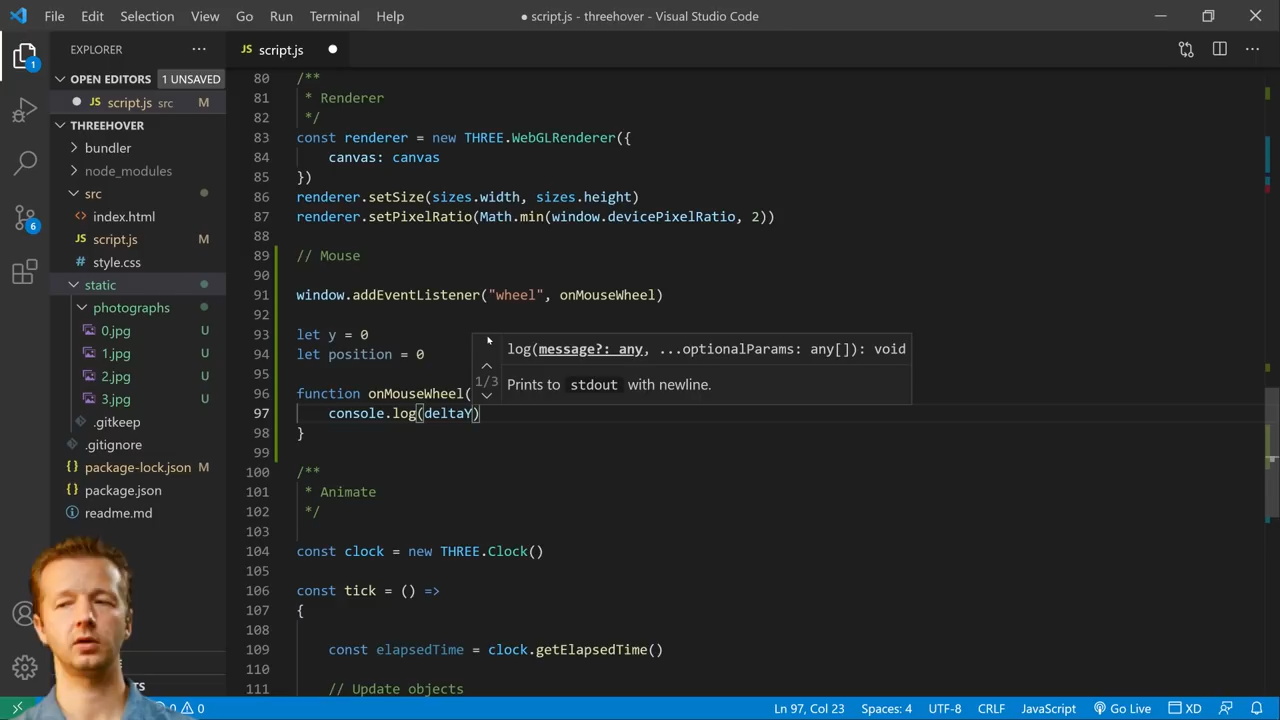 File Edit Selection View Go Run Terminal Help
● script.js - threehover - Visual Studio Code
EXPLORER
OPEN EDITORS 1 UNSAVED
JS script.js src M
THREEHOVER
bundler
node_modules
src
<> index.html
JS script.js M
# style.css
static
photographs
0.jpg U
1.jpg U
2.jpg U
3.jpg U
.gitkeep
.gitignore
{} package-lock.json M
{} package.json
readme.md
1
6
JS script.js
80 /**
81 * Renderer
82 */
83 const renderer = new THREE.WebGLRenderer({
84 canvas: canvas
85 })
86 renderer.setSize(sizes.width, sizes.height)
87 renderer.setPixelRatio(Math.min(window.devicePixelRatio, 2))
88
89 // Mouse
90
91 window.addEventListener("wheel", onMouseWheel)
92
93 let y = 0
94 let position = 0
95
96 function onMouseWheel(
97 console.log(deltaY)
98 }
99
100 /**
101 * Animate
102 */
103
104 const clock = new THREE.Clock()
105
106 const tick = () =>
107 {
108
109 const elapsedTime = clock.getElapsedTime()
110
111 // Update objects
log(message?: any, ...optionalParams: any[]): void
1/3
Prints to stdout with newline.
0 0
Ln 97, Col 23 Spaces: 4 UTF-8 CRLF JavaScript Go Live XD